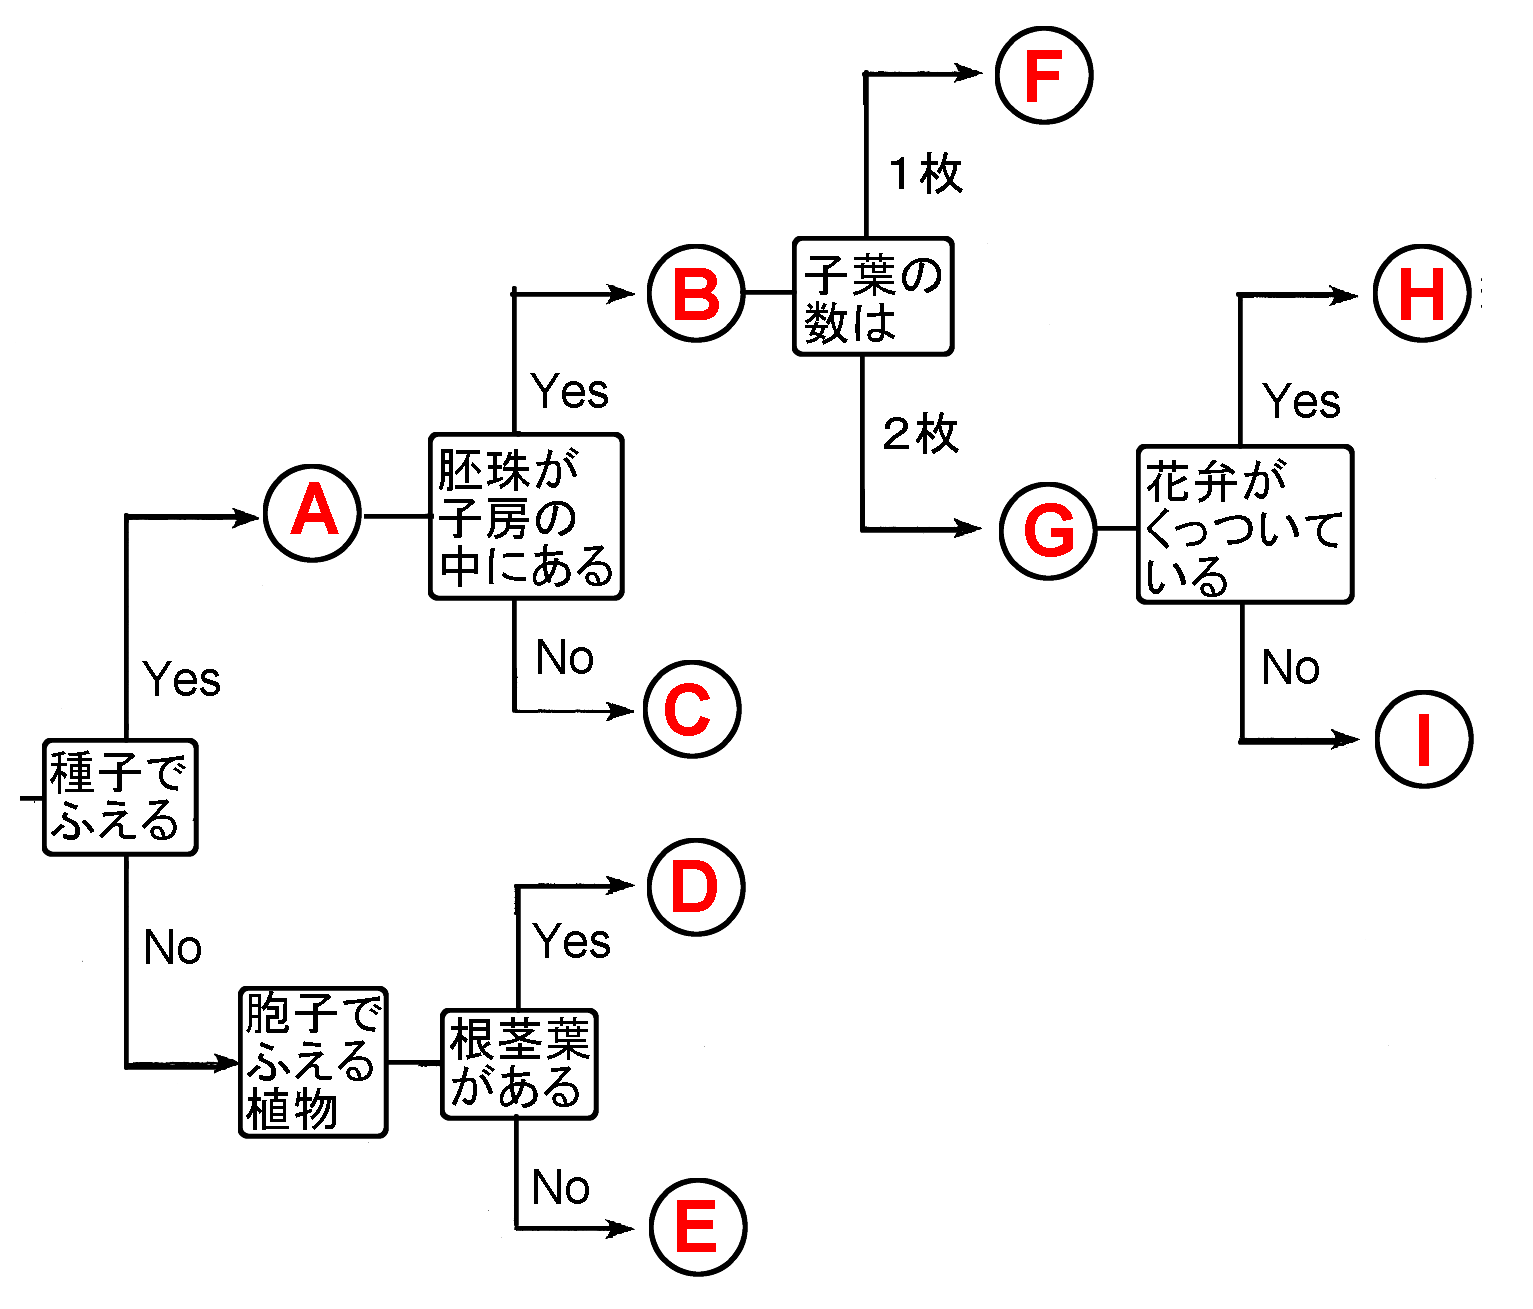 F
1枚
B
子葉の
数は
H
Yes
Yes
2枚
胚珠が
子房の
中にある
A
花弁が
くっついて
いる
G
No
No
Yes
C
I
種子で
ふえる
D
Yes
No
胞子で
ふえる
植物
根茎葉
がある
No
E